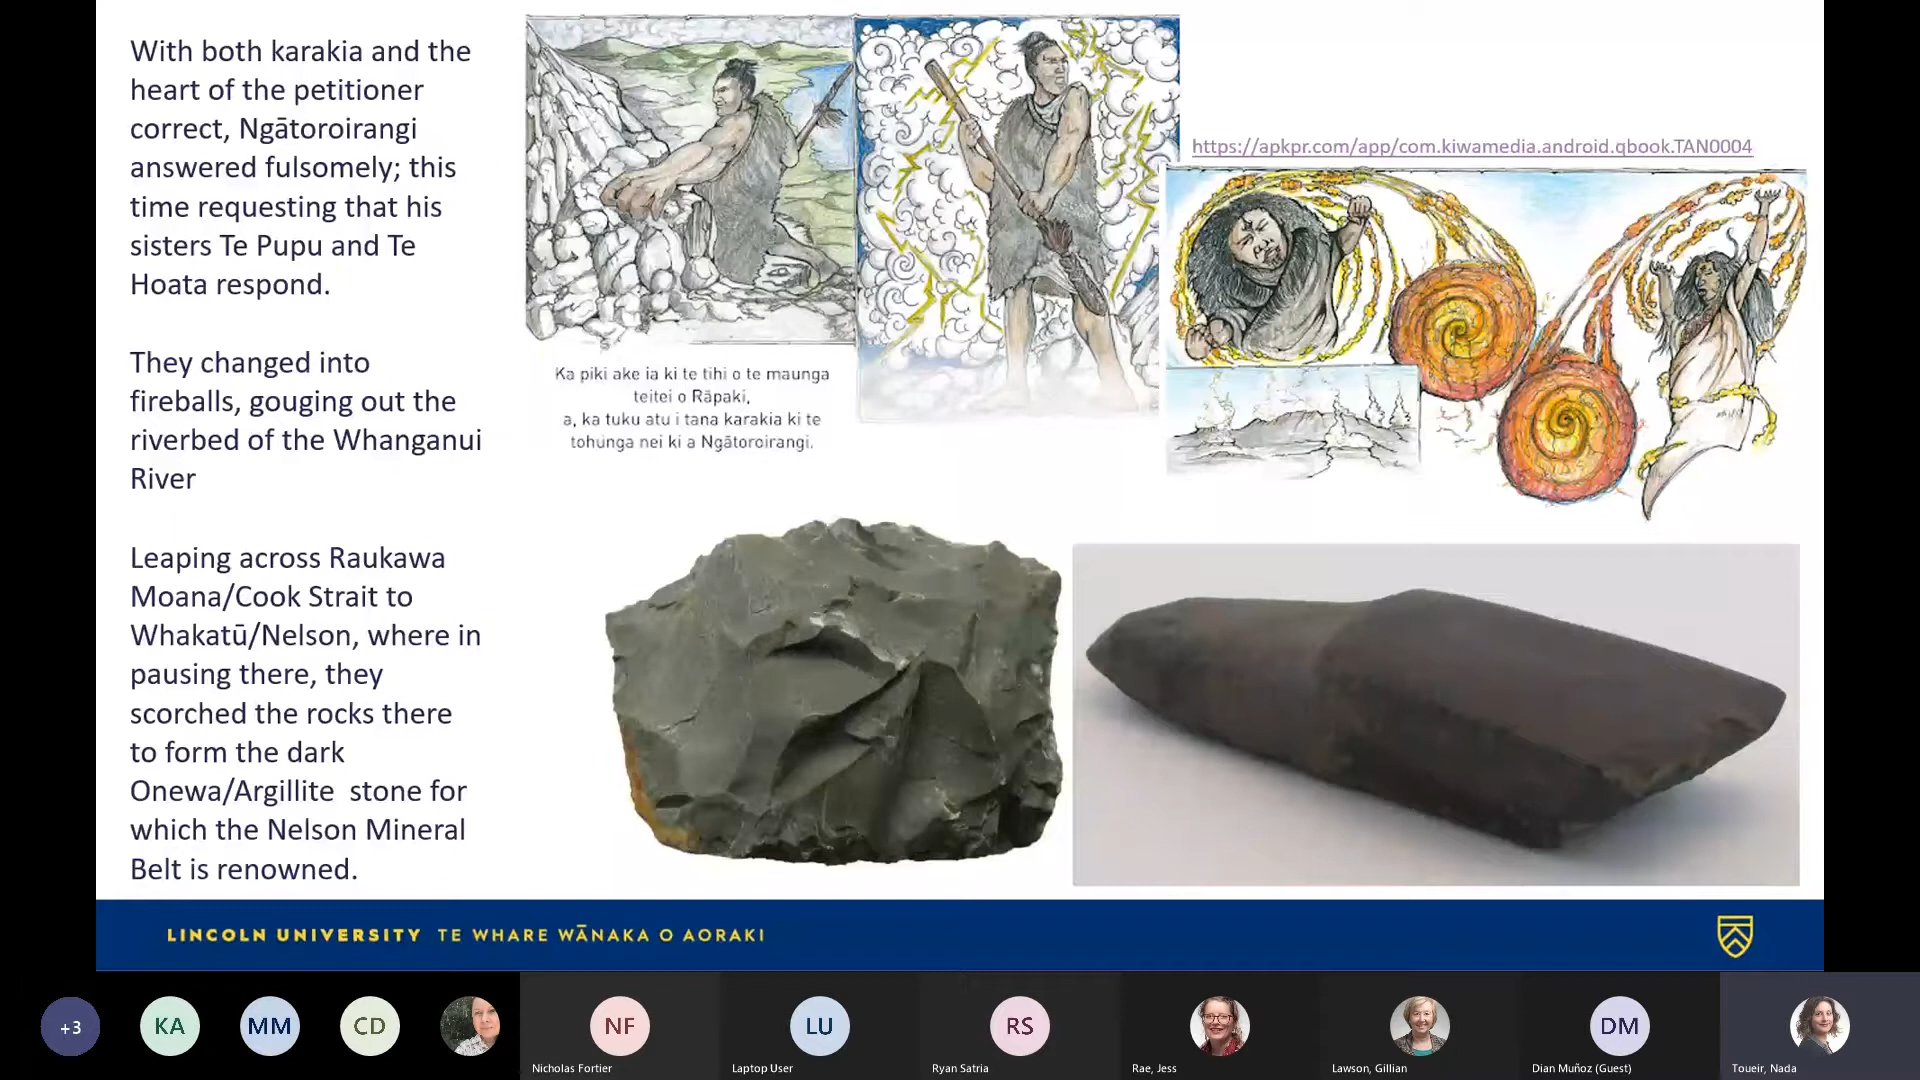 With both karakia and the
heart of the petitioner
correct, Ngātoroirangi
answered fulsomely; this
time requesting that his
sisters Te Pupu and Te
Hoata respond.
They changed into
fireballs, gouging out the
riverbed of the Whanganui
River
Leaping across Raukawa
Moana/Cook Strait to
Whakatū/Nelson, where in
pausing there, they
scorched the rocks there
to form the dark
Onewa/Argillite stone for
which the Nelson Mineral
Belt is renowned.
Ka piki ake ia ki te tihi o te maunga
teitei o Rāpaki,
a, ka tuku atu i tana karakia ki te
tohunga nei ki a Ngātoroirangi.
https://apkpr.com/app/com.kiwamedia.android.qbook.TAN0004
LINCOLN UNIVERSITY TE WHARE WĀNAKA O AORAKI
+3
KA
MM
CD
NF
Nicholas Fortier
LU
Laptop User
RS
Ryan Satria
Rae, Jess
Lawson, Gillian
DM
Dian Muñoz (Guest)
Toueir, Nada